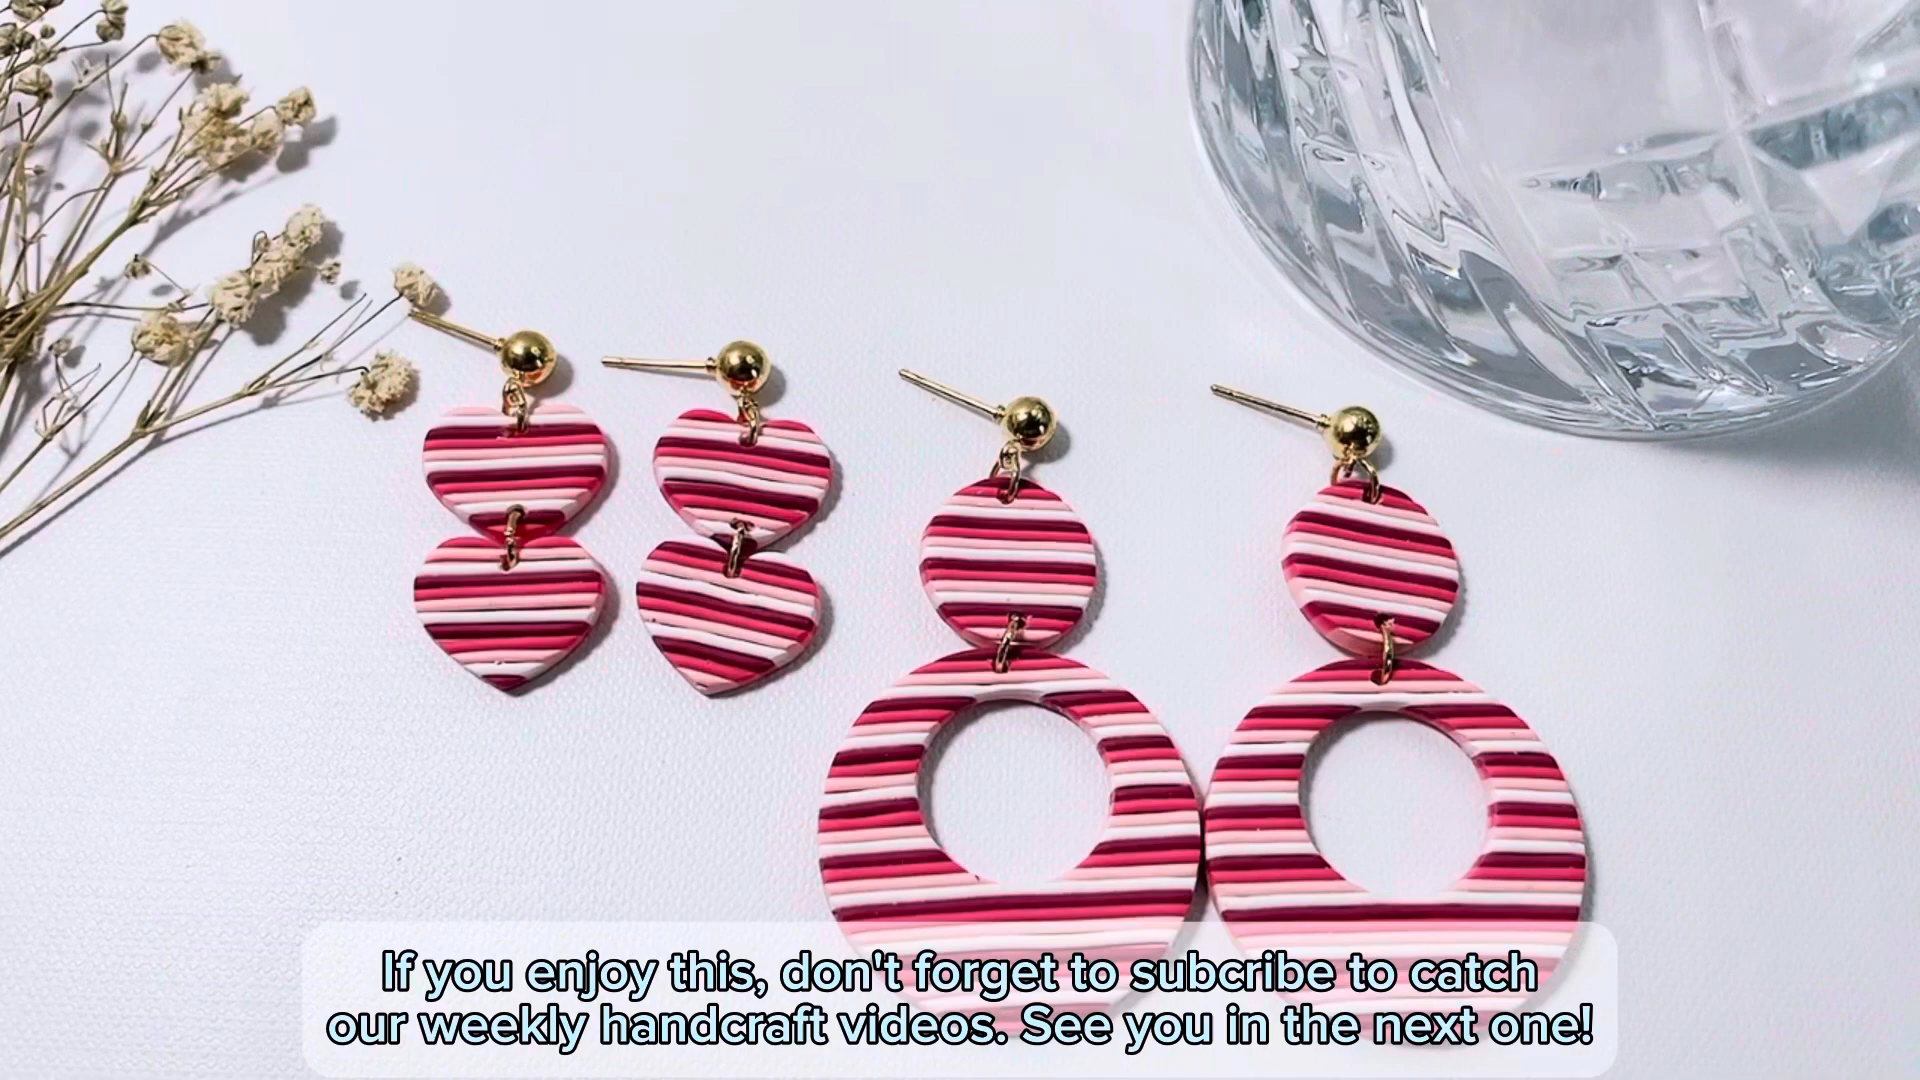 If you enjoy this, don't forget to subcribe to catch
our weekly handcraft videos. See you in the next one!